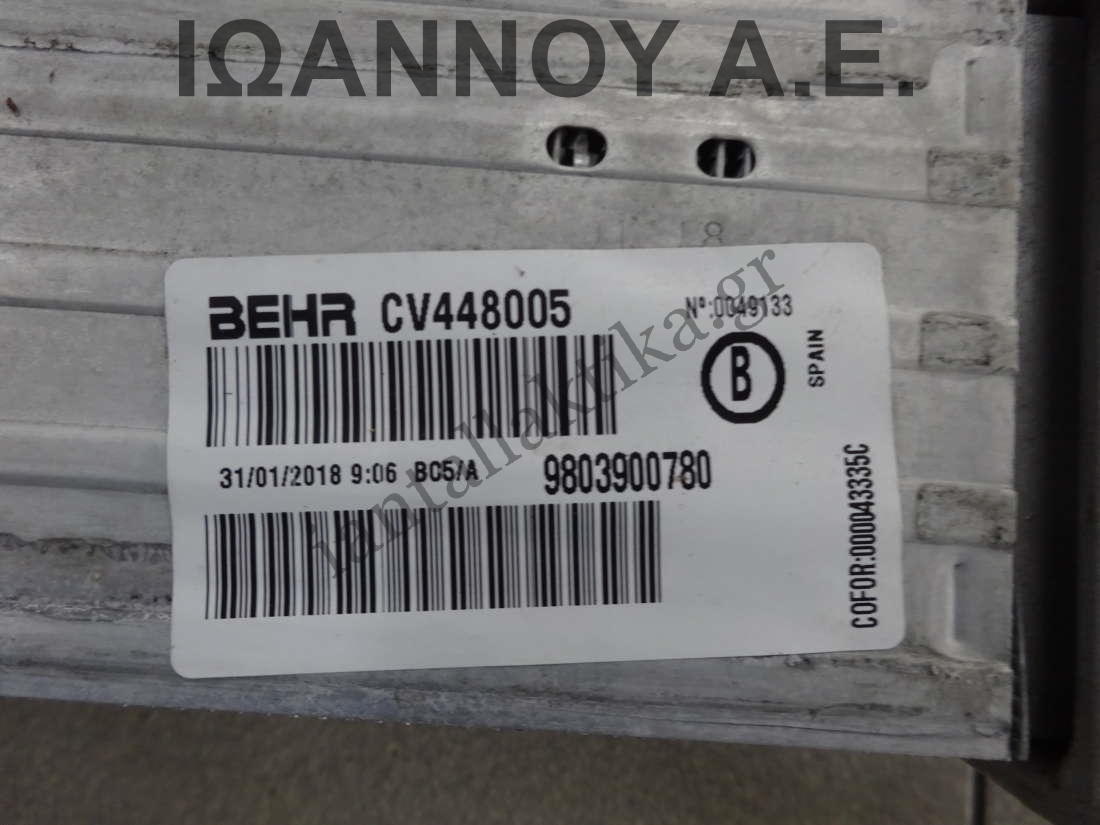 ΙΩΑΝΝΟΥ Α.Ε.
BEHR CV448005
Nº:0049133
B
SPAIN
31/01/2018 9:06 BC5/A
9803900780
COFOR:000043335C
iantallaktika.gr